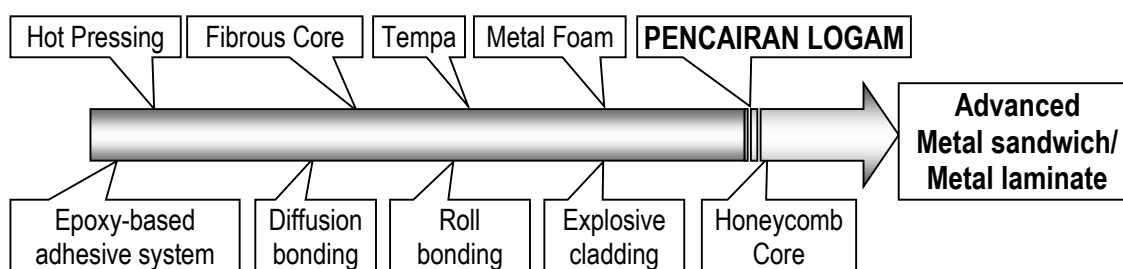 Hot Pressing
Fibrous Core
Tempa
Metal Foam
PENCAIRAN LOGAM
Advanced
Metal sandwich/
Metal laminate
Epoxy-based
adhesive system
Diffusion
bonding
Roll
bonding
Explosive
cladding
Honeycomb
Core